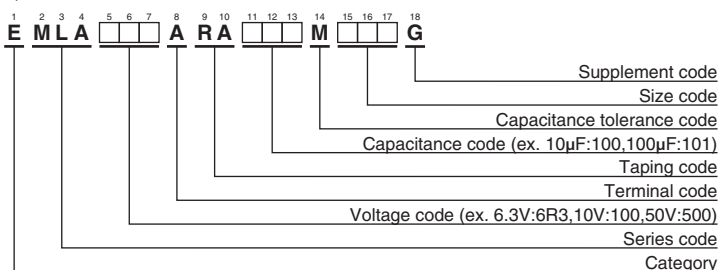 1 2 3 4 5 6 7 8 9 10 11 12 13 14 15 16 17 18
E MLA □□□ A RA □□□ M □□□ G
Supplement code
Size code
Capacitance tolerance code
Capacitance code (ex. 10μF:100,100μF:101)
Taping code
Terminal code
Voltage code (ex. 6.3V:6R3,10V:100,50V:500)
Series code
Category